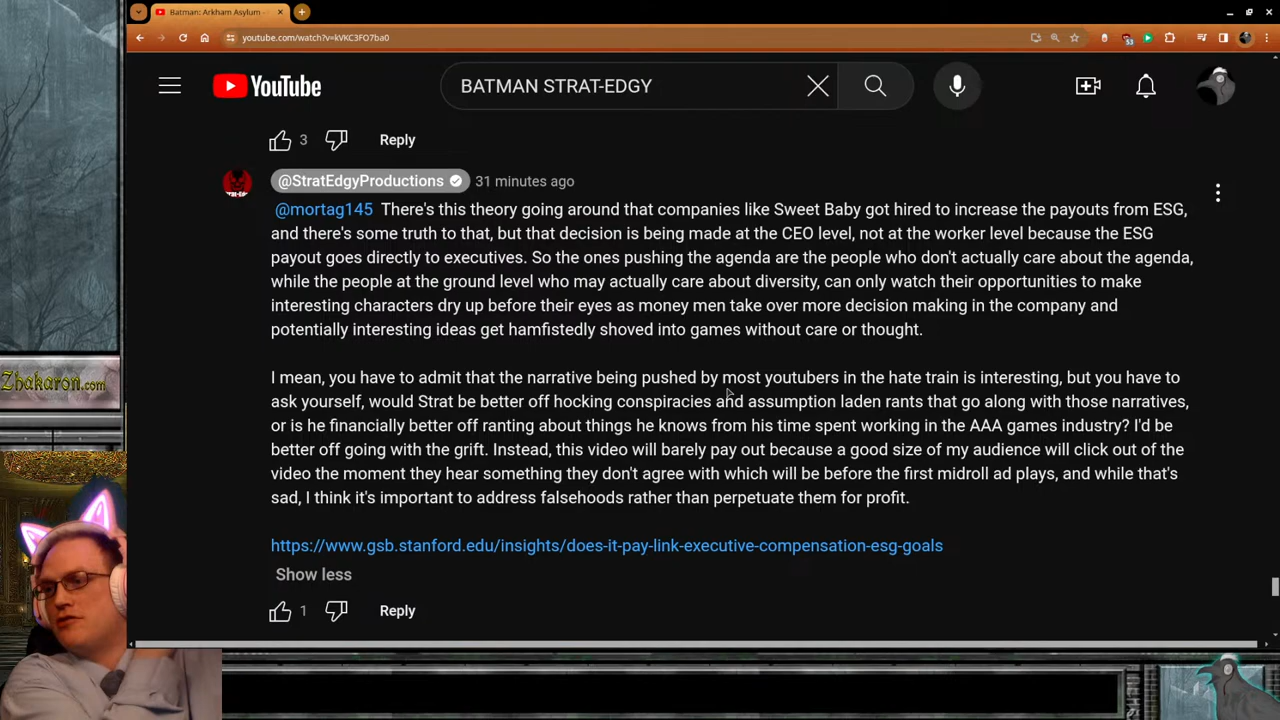 Batman: Arkham Asylum -
youtube.com/watch?v=kVKC3FO7ba0
53
YouTube
BATMAN STRAT-EDGY
3
Reply
@StratEdgyProductions 31 minutes ago
@mortag145 There's this theory going around that companies like Sweet Baby got hired to increase the payouts from ESG,
and there's some truth to that, but that decision is being made at the CEO level, not at the worker level because the ESG
payout goes directly to executives. So the ones pushing the agenda are the people who don't actually care about the agenda,
while the people at the ground level who may actually care about diversity, can only watch their opportunities to make
interesting characters dry up before their eyes as money men take over more decision making in the company and
potentially interesting ideas get hamfistedly shoved into games without care or thought.
I mean, you have to admit that the narrative being pushed by most youtubers in the hate train is interesting, but you have to
ask yourself, would Strat be better off hocking conspiracies and assumption laden rants that go along with those narratives,
or is he financially better off ranting about things he knows from his time spent working in the AAA games industry? I'd be
better off going with the grift. Instead, this video will barely pay out because a good size of my audience will click out of the
video the moment they hear something they don't agree with which will be before the first midroll ad plays, and while that's
sad, I think it's important to address falsehoods rather than perpetuate them for profit.
https://www.gsb.stanford.edu/insights/does-it-pay-link-executive-compensation-esg-goals
Show less
1
Reply
Zhakaron.com